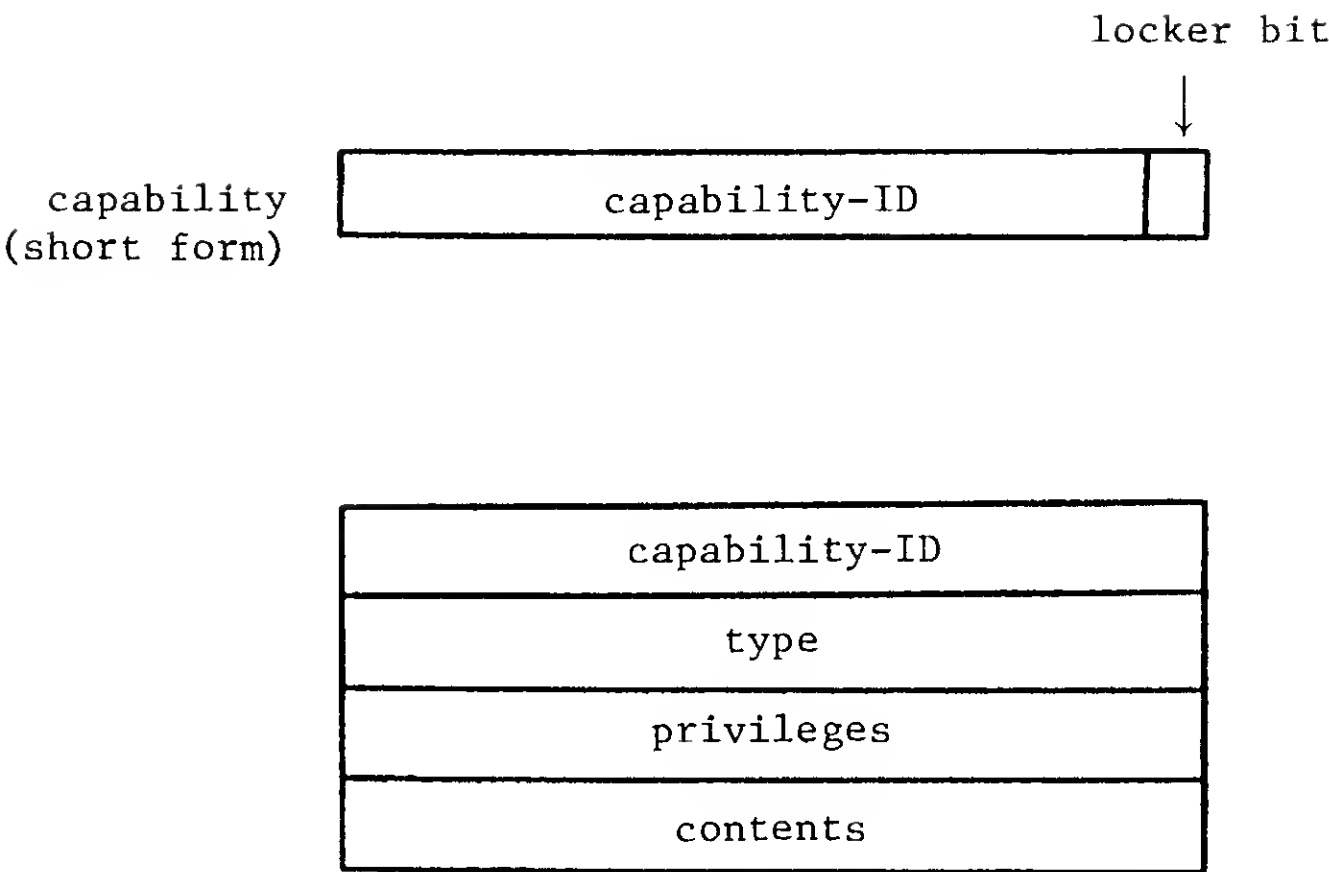 locker bit
capability
(short form)
capability-ID
capability-ID
type
privileges
contents